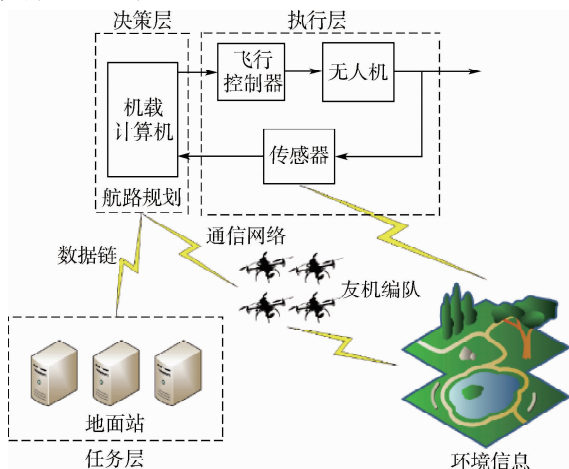 决策层
执行层
机载
计算机
航路规划
飞行
控制器
无人机
传感器
数据链
通信网络
友机编队
地面站
任务层
环境信息